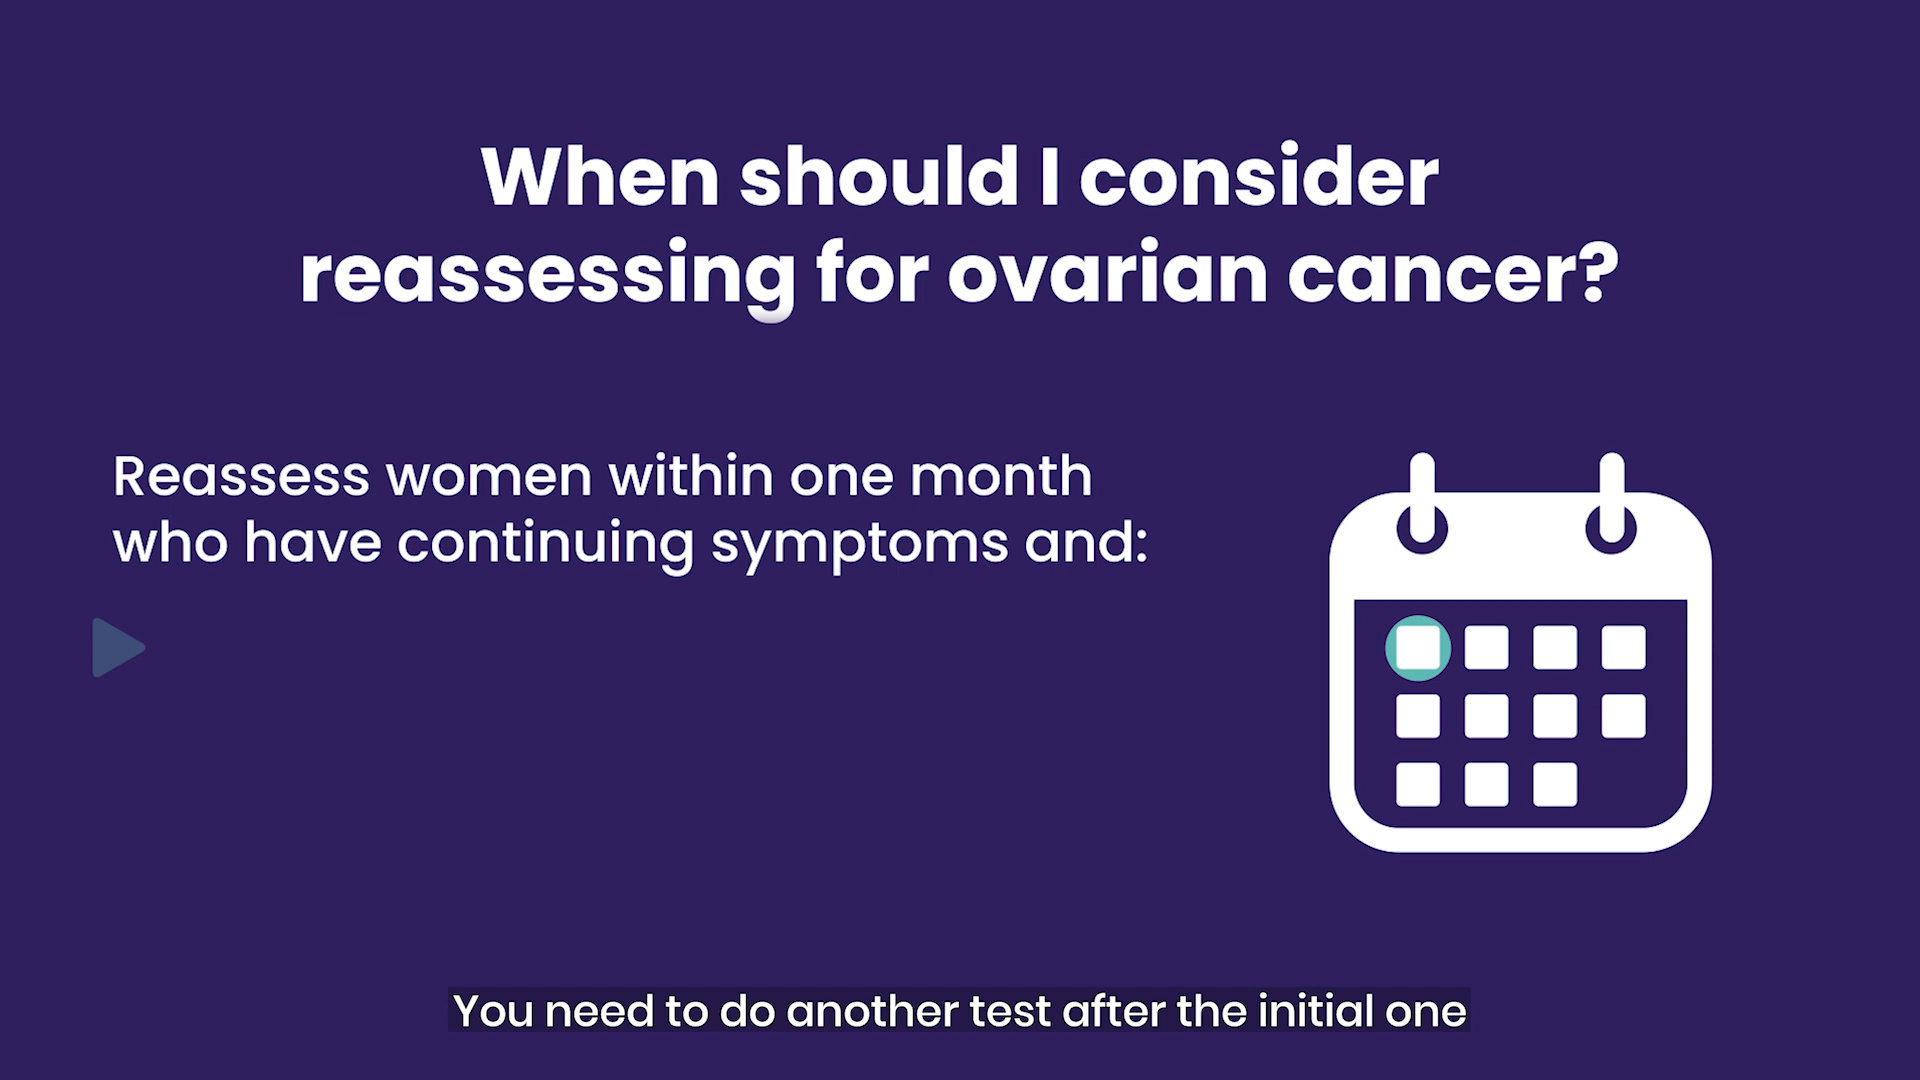 When should I consider
reassessing for ovarian cancer?
Reassess women within one month
who have continuing symptoms and:
You need to do another test after the initial one